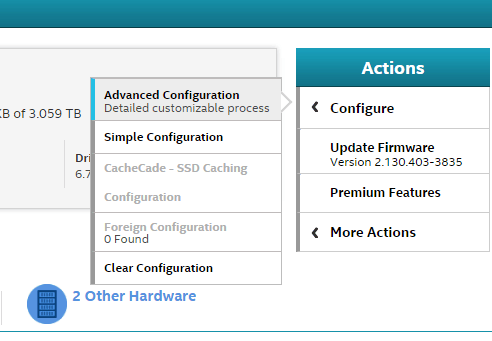 Actions
KB of 3.059 TB
Advanced Configuration
Detailed customizable process
Configure
Simple Configuration
Update Firmware
Version 2.130.403-3835
Dri
6.7
CacheCade - SSD Caching
Configuration
Premium Features
Foreign Configuration
0 Found
More Actions
Clear Configuration
2 Other Hardware